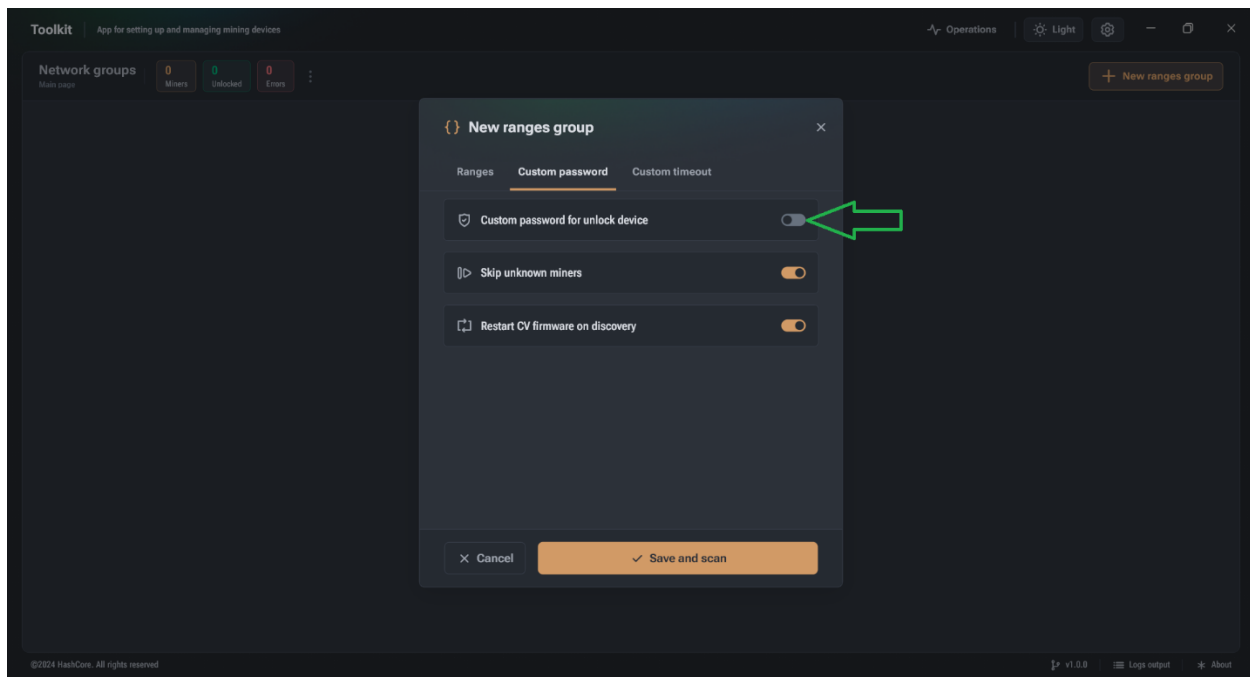 Toolkit App for setting up and managing mining devices Operations Light
Network groups 0 0 0 New ranges group
Main page Miners Unlocked Errors
{} New ranges group
Ranges Custom password Custom timeout
Custom password for unlock device
Skip unknown miners
Restart CV firmware on discovery
Cancel Save and scan
©2024 HashCore. All rights reserved v1.0.0 Logs output About